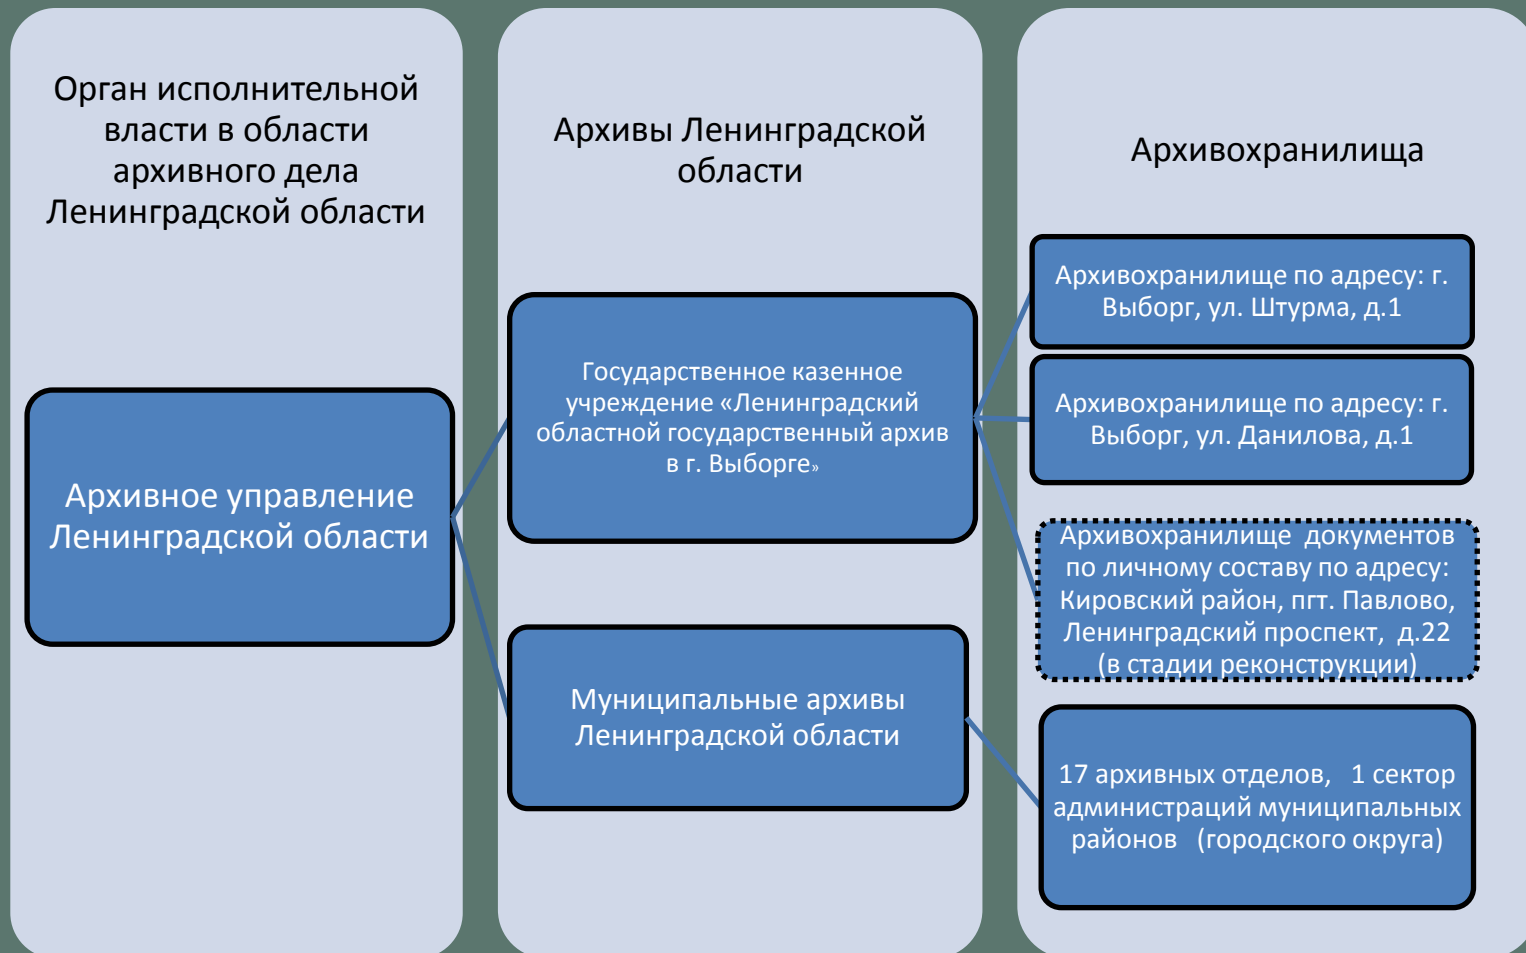 Орган исполнительной
власти в области
архивного дела
Ленинградской области
Архивное управление
Ленинградской области
Архивы Ленинградской
области
Государственное казенное
учреждение «Ленинградский
областной государственный архив
в г. Выборге»
Муниципальные архивы
Ленинградской области
Архивохранилища
Архивохранилище по адресу: г.
Выборг, ул. Штурма, д.1
Архивохранилище по адресу: г.
Выборг, ул. Данилова, д.1
Архивохранилище документов
по личному составу по адресу:
Кировский район, пгт. Павлово,
Ленинградский проспект, д.22
(в стадии реконструкции)
17 архивных отделов, 1 сектор
администраций муниципальных
районов (городского округа)